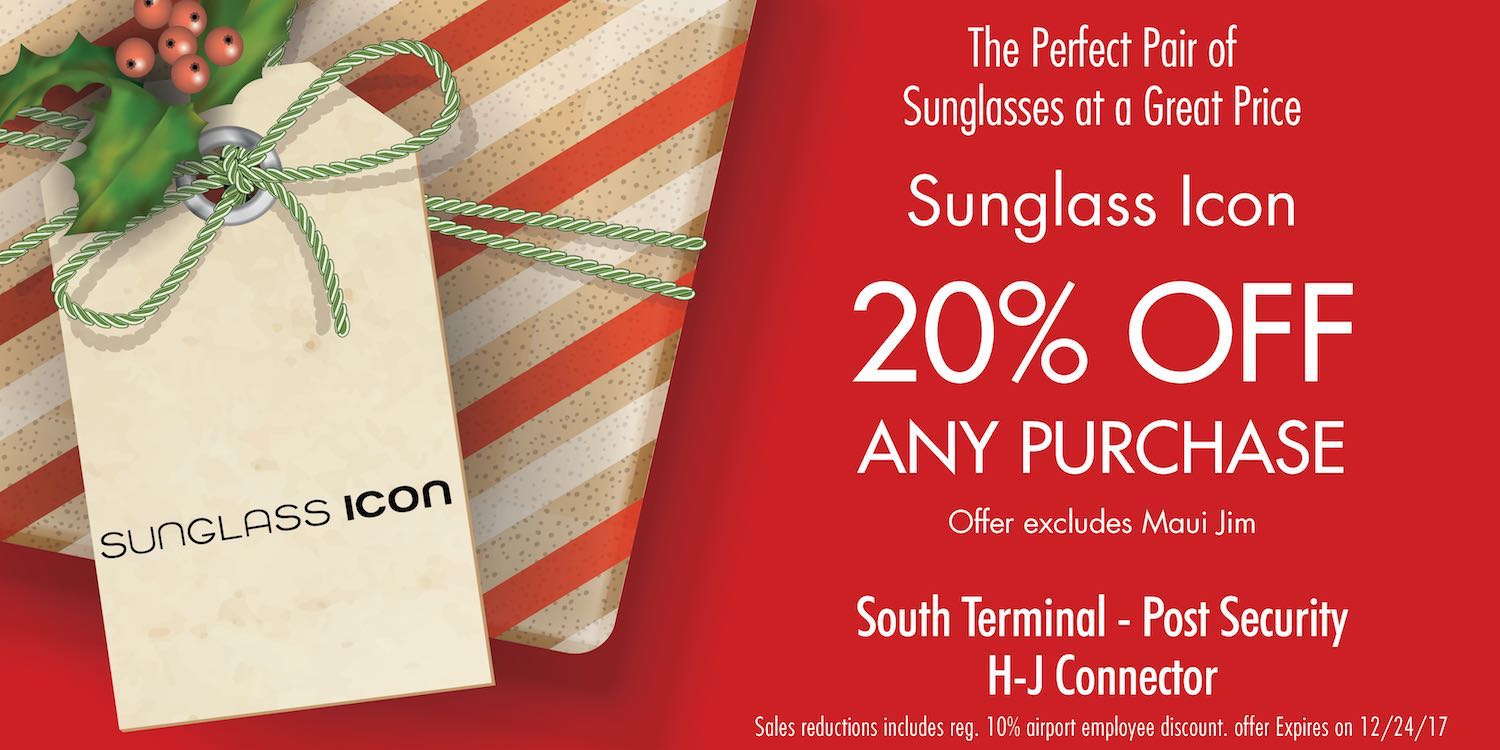 SUNGLASS ICON
The Perfect Pair of
Sunglasses at a Great Price
Sunglass Icon
20% OFF
ANY PURCHASE
Offer excludes Maui Jim
South Terminal - Post Security
H-J Connector
Sales reductions includes reg. 10% airport employee discount. offer Expires on 12/24/17